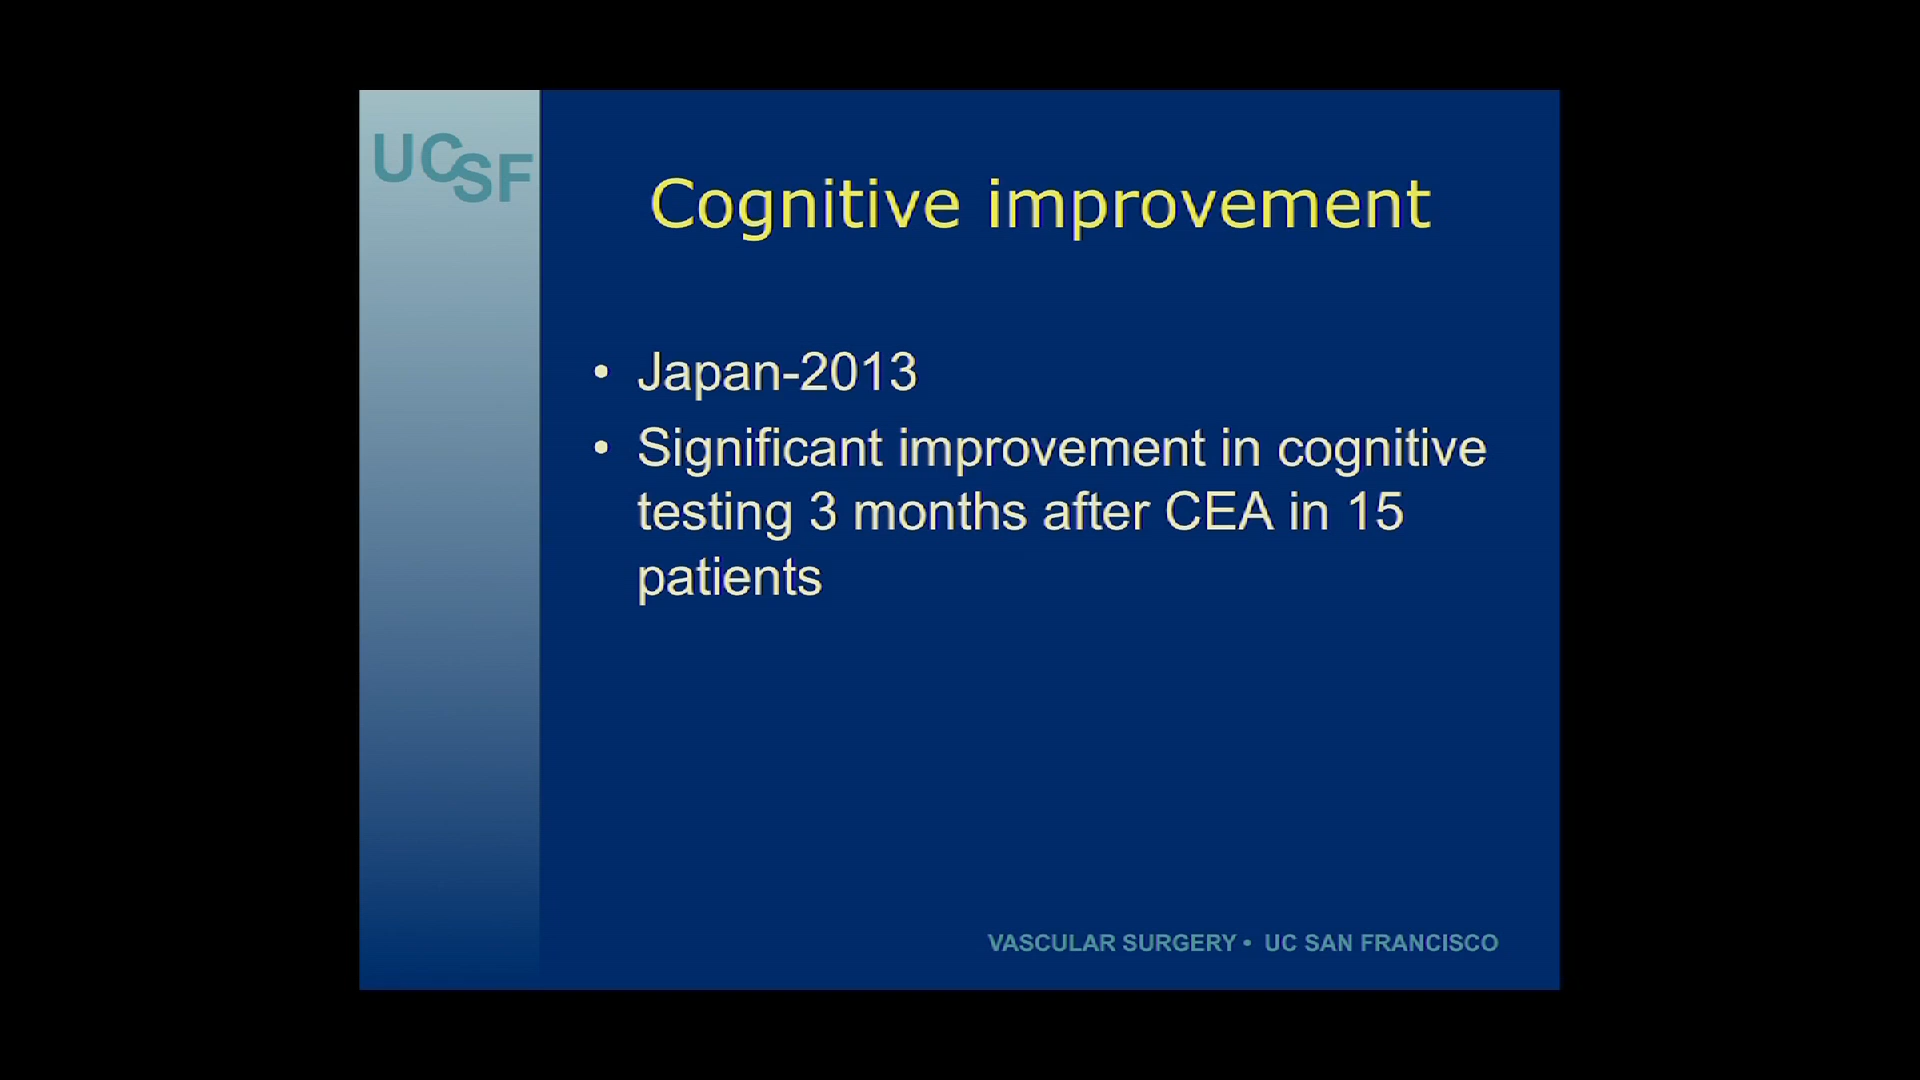 UCSF
Cognitive improvement
• Japan-2013
• Significant improvement in cognitive
testing 3 months after CEA in 15
patients
VASCULAR SURGERY • UC SAN FRANCISCO